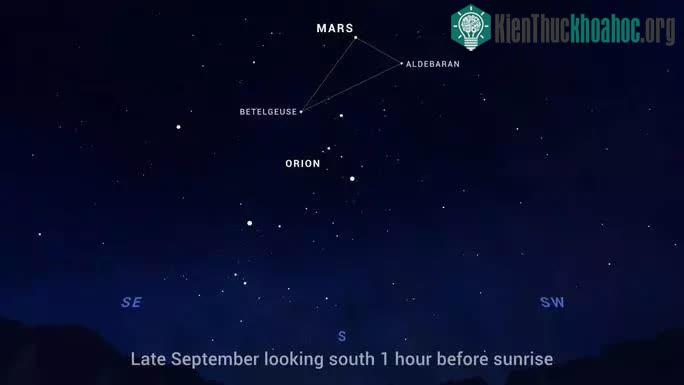 KienThuckhoahoc.org
MARS
ALDEBARAN
BETELGEUSE
ORION
SE
SW
S
Late September looking south 1 hour before sunrise